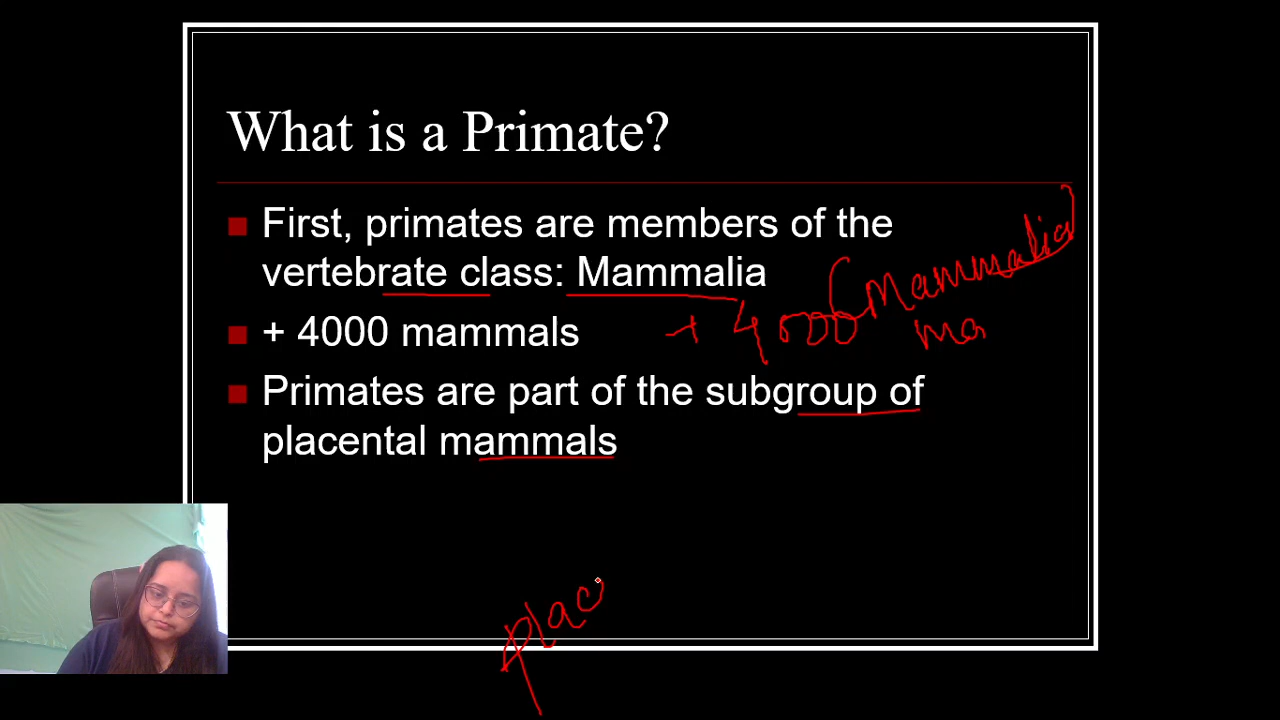 What is a Primate?
First, primates are members of the
vertebrate class: Mammalia
(Mammalia)
+ 4000 mammals
+ 4000 ma
Primates are part of the subgroup of
placental mammals
plac